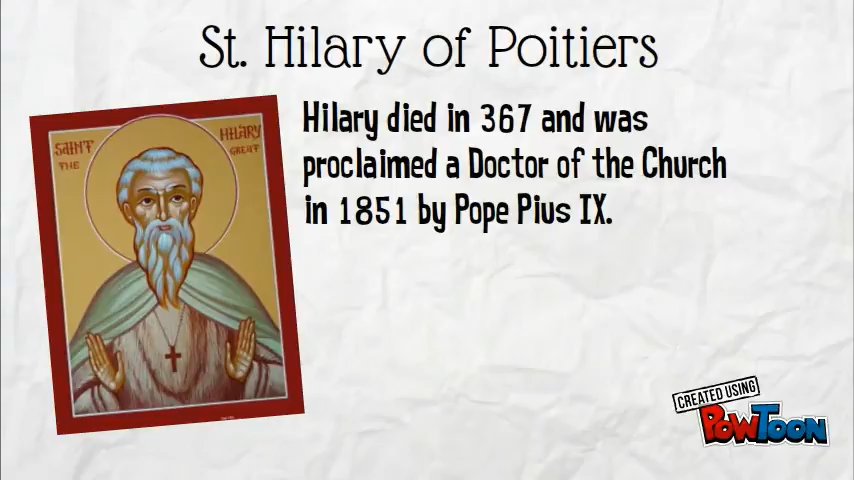 St. Hilary of Poitiers
Hilary died in 367 and was
proclaimed a Doctor of the Church
in 1851 by Pope Pius IX.
SAINT HILARY
THE GREAT
CREATED USING
POWTOON